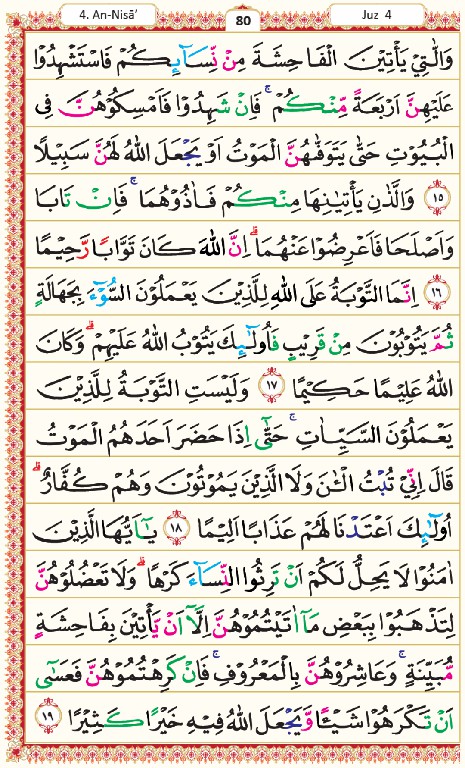 4. An-Nisā'
80
Juz 4
وَالّٰتِيْ يَأْتِيْنَ الْفَاحِشَةَ مِنْ نِّسَاۤىِٕكُمْ فَاسْتَشْهِدُوْا
عَلَيْهِنَّ اَرْبَعَةً مِّنْكُمْ ۚ فَاِنْ شَهِدُوْا فَاَمْسِكُوْهُنَّ فِى
الْبُيُوْتِ حَتّٰى يَتَوَفّٰىهُنَّ الْمَوْتُ اَوْ يَجْعَلَ اللّٰهُ لَهُنَّ سَبِيْلًا
١٥ وَالَّذٰنِ يَأْتِيٰنِهَا مِنْكُمْ فَاٰذُوْهُمَا ۚ فَاِنْ تَابَا
وَاَصْلَحَا فَاَعْرِضُوْا عَنْهُمَا ۗ اِنَّ اللّٰهَ كَانَ تَوَّابًا رَّحِيْمًا
١٦ اِنَّمَا التَّوْبَةُ عَلَى اللّٰهِ لِلَّذِيْنَ يَعْمَلُوْنَ السُّوْۤءَ بِجَهَالَةٍ
ثُمَّ يَتُوْبُوْنَ مِنْ قَرِيْبٍ فَاُولٰۤىِٕكَ يَتُوْبُ اللّٰهُ عَلَيْهِمْ ۗ وَكَانَ
اللّٰهُ عَلِيْمًا حَكِيْمًا ١٧ وَلَيْسَتِ التَّوْبَةُ لِلَّذِيْنَ
يَعْمَلُوْنَ السَّيِّاٰتِ ۚ حَتّٰىٓ اِذَا حَضَرَ اَحَدَهُمُ الْمَوْتُ
قَالَ اِنِّيْ تُبْتُ الْـٰٔنَ وَلَا الَّذِيْنَ يَمُوْتُوْنَ وَهُمْ كُفَّارٌ ۗ
اُولٰۤىِٕكَ اَعْتَدْنَا لَهُمْ عَذَابًا اَلِيْمًا ١٨ يٰٓاَيُّهَا الَّذِيْنَ
اٰمَنُوْا لَا يَحِلُّ لَكُمْ اَنْ تَرِثُوا النِّسَاۤءَ كَرْهًا ۗ وَلَا تَعْضُلُوْهُنَّ
لِتَذْهَبُوْا بِبَعْضِ مَآ اٰتَيْتُمُوْهُنَّ اِلَّآ اَنْ يَّأْتِيْنَ بِفَاحِشَةٍ
مُّبَيِّنَةٍ ۚ وَعَاشِرُوْهُنَّ بِالْمَعْرُوْفِ ۚ فَاِنْ كَرِهْتُمُوْهُنَّ فَعَسٰىٓ
اَنْ تَكْرَهُوْا شَيْـًٔا وَّيَجْعَلَ اللّٰهُ فِيْهِ خَيْرًا كَثِيْرًا ١٩